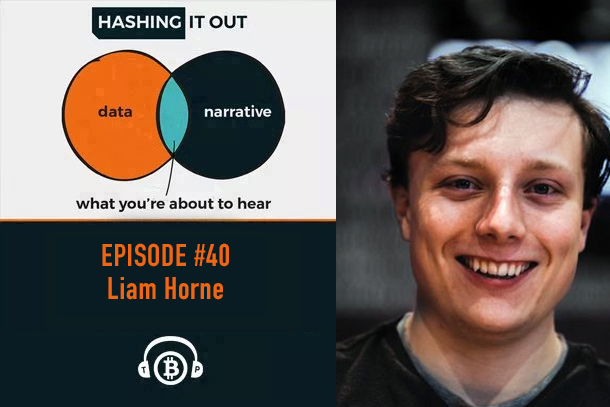 HASHING IT OUT
data
narrative
what you're about to hear
EPISODE #40
Liam Horne
T B P